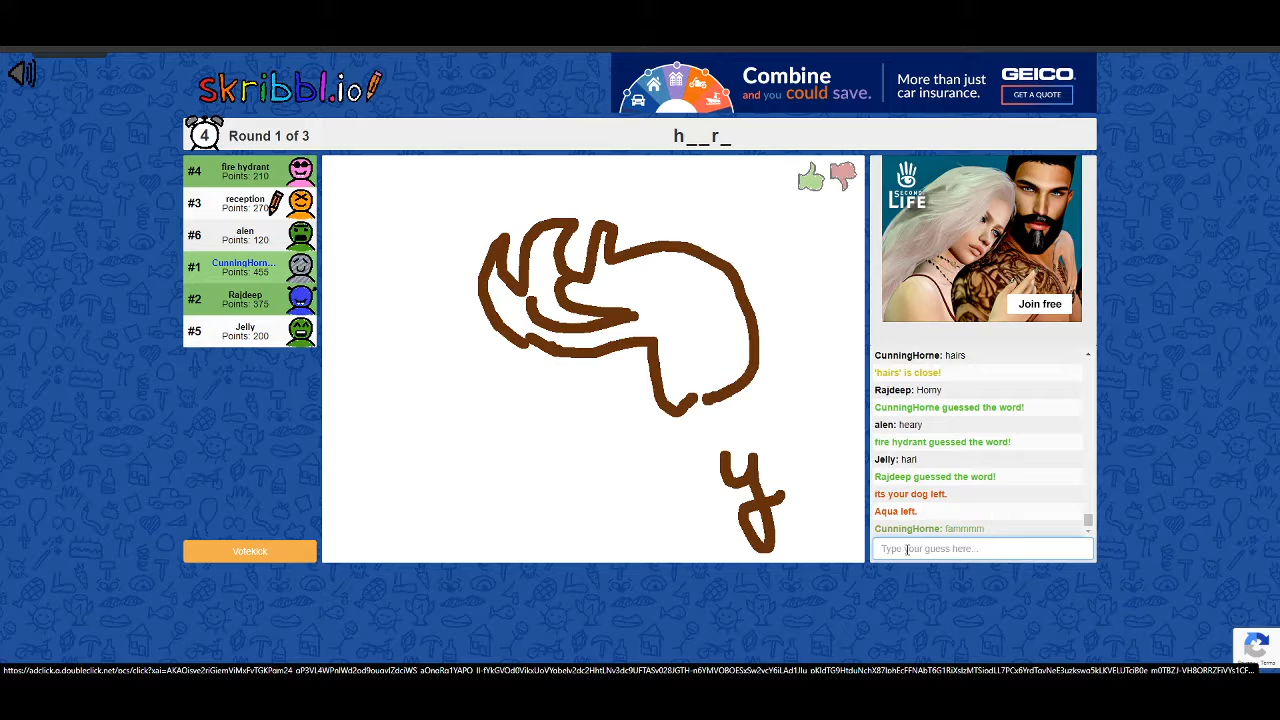 skribbl.io
Combine
and you could save.
More than just
car insurance.
GEICO
GET A QUOTE
4
Round 1 of 3
h__r_
#4
fire hydrant
Points: 210
#3
reception
Points: 270
#6
alen
Points: 120
#1
CunningHorn...
Points: 455
#2
Rajdeep
Points: 375
#5
Jelly
Points: 200
Votekick
y
SECOND
LIFE
Join free
CunningHorne: hairs
'hairs' is close!
Rajdeep: Horny
CunningHorne guessed the word!
alen: heary
fire hydrant guessed the word!
Jelly: hari
Rajdeep guessed the word!
its your dog left.
Aqua left.
CunningHorne: fammmm
Type your guess here...